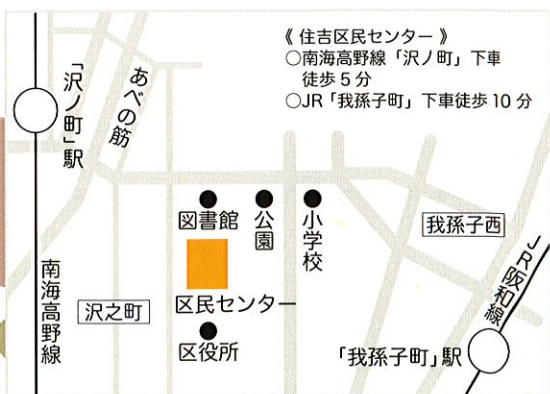 《 住吉区民センター 》
○南海高野線「沢ノ町」下車
徒歩5分
○JR「我孫子町」下車徒歩10分
「沢ノ町」駅
あべの筋
図書館
公園
小学校
我孫子西
JR阪和線
南海高野線
沢之町
区民センター
区役所
「我孫子町」駅